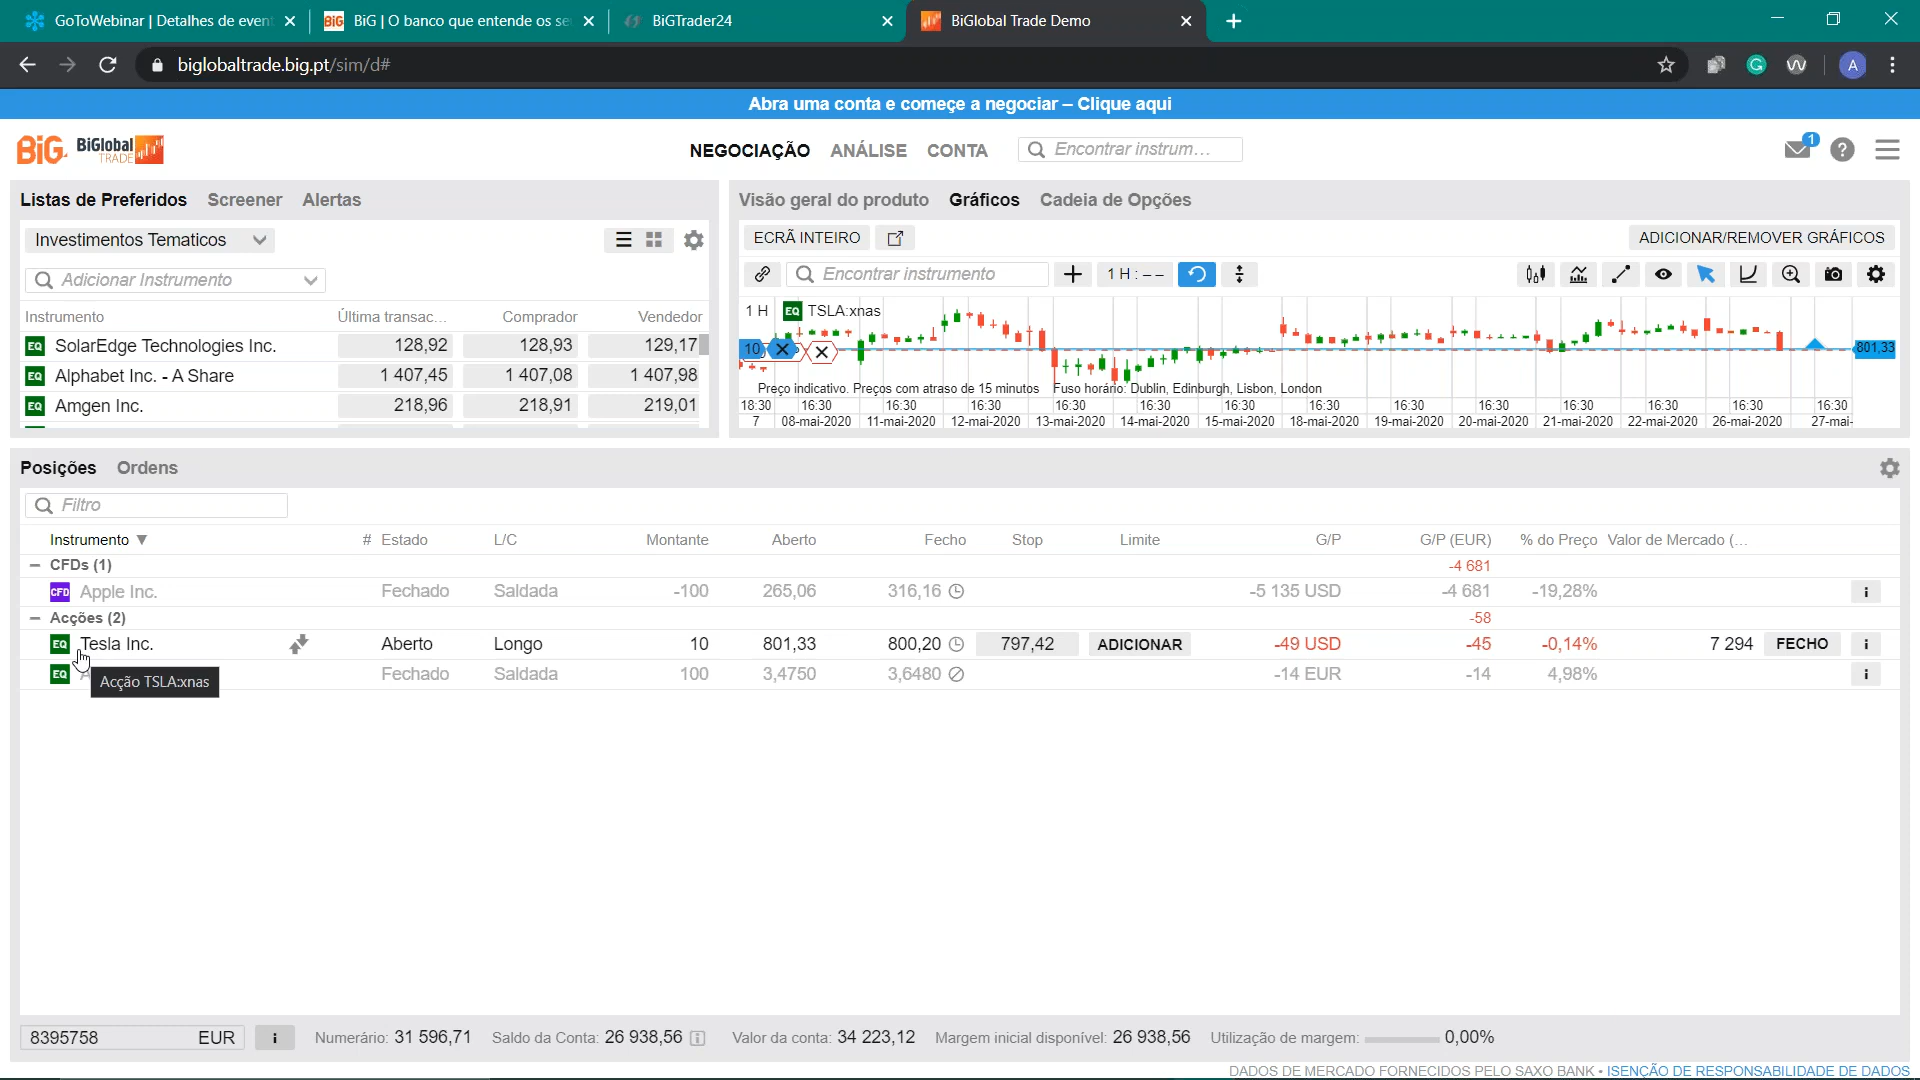 GoToWebinar | Detalhes de even
BiG | O banco que entende os se
BiGTrader24
BiGlobal Trade Demo
biglobaltrade.big.pt/sim/d#
A
Abra uma conta e começe a negociar – Clique aqui
BiG. BiGlobal TRADE
NEGOCIAÇÃO ANÁLISE CONTA Encontrar instrum...
1
?
Listas de Preferidos Screener Alertas
Investimentos Tematicos
Adicionar Instrumento
Instrumento Última transac... Comprador Vendedor
EQ SolarEdge Technologies Inc. 128,92 128,93 129,17
EQ Alphabet Inc. - A Share 1 407,45 1 407,08 1 407,98
EQ Amgen Inc. 218,96 218,91 219,01
Visão geral do produto Gráficos Cadeia de Opções
ECRÃ INTEIRO ADICIONAR/REMOVER GRÁFICOS
Encontrar instrumento 1 H : – –
1 H EQ TSLA:xnas
10
801,33
Preço indicativo. Preços com atraso de 15 minutos Fuso horário: Dublin, Edinburgh, Lisbon, London
18:30 16:30 16:30 16:30 16:30 16:30 16:30 16:30 16:30 16:30 16:30 16:30 16:30 16:30
7 08-mai-2020 11-mai-2020 12-mai-2020 13-mai-2020 14-mai-2020 15-mai-2020 18-mai-2020 19-mai-2020 20-mai-2020 21-mai-2020 22-mai-2020 26-mai-2020 27-mai-
Posições Ordens
Filtro
Instrumento ▼ # Estado L/C Montante Aberto Fecho Stop Limite G/P G/P (EUR) % do Preço Valor de Mercado (...
CFDs (1) -4 681
CFD Apple Inc. Fechado Saldada -100 265,06 316,16 -5 135 USD -4 681 -19,28% i
Acções (2) -58
EQ Tesla Inc. Aberto Longo 10 801,33 800,20 797,42 ADICIONAR -49 USD -45 -0,14% 7 294 FECHO i
EQ Fechado Saldada 100 3,4750 3,6480 -14 EUR -14 4,98% i
Acção TSLA:xnas
8395758 EUR i Numerário: 31 596,71 Saldo da Conta: 26 938,56 i Valor da conta: 34 223,12 Margem inicial disponível: 26 938,56 Utilização de margem: 0,00%
DADOS DE MERCADO FORNECIDOS PELO SAXO BANK • ISENÇÃO DE RESPONSABILIDADE DE DADOS